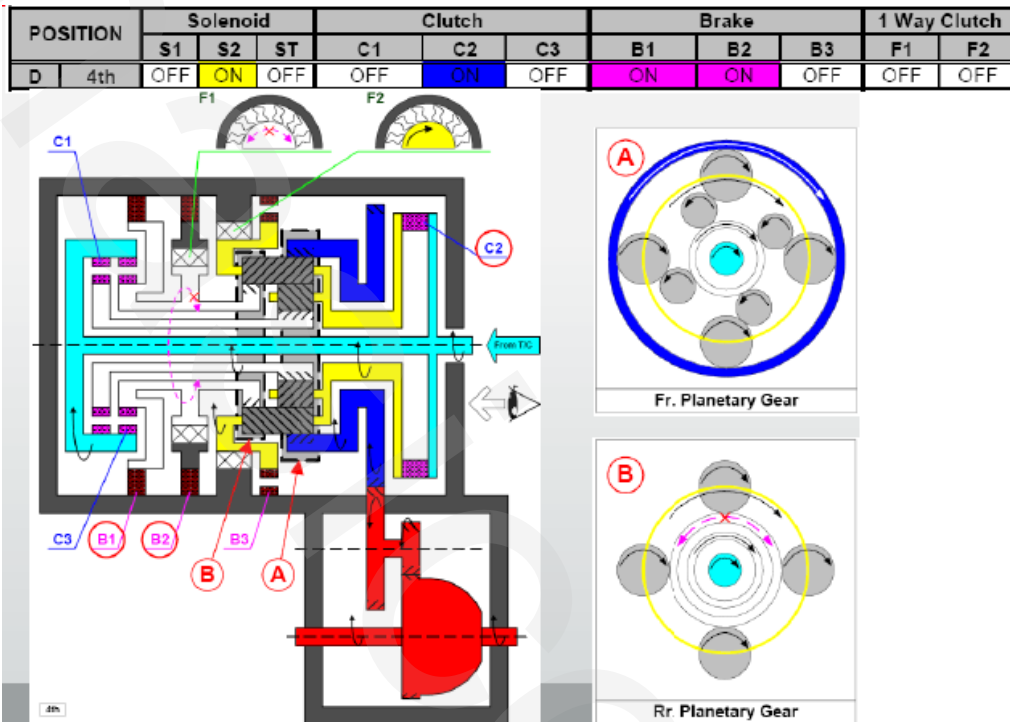 POSITION Solenoid Clutch Brake 1 Way Clutch
S1 S2 ST C1 C2 C3 B1 B2 B3 F1 F2
D 4th OFF ON OFF OFF ON OFF ON ON OFF OFF OFF
F1 F2
C1
A
C2
From T/C
Fr. Planetary Gear
B
C3 B1 B2 B3
B A
4th
Rr. Planetary Gear